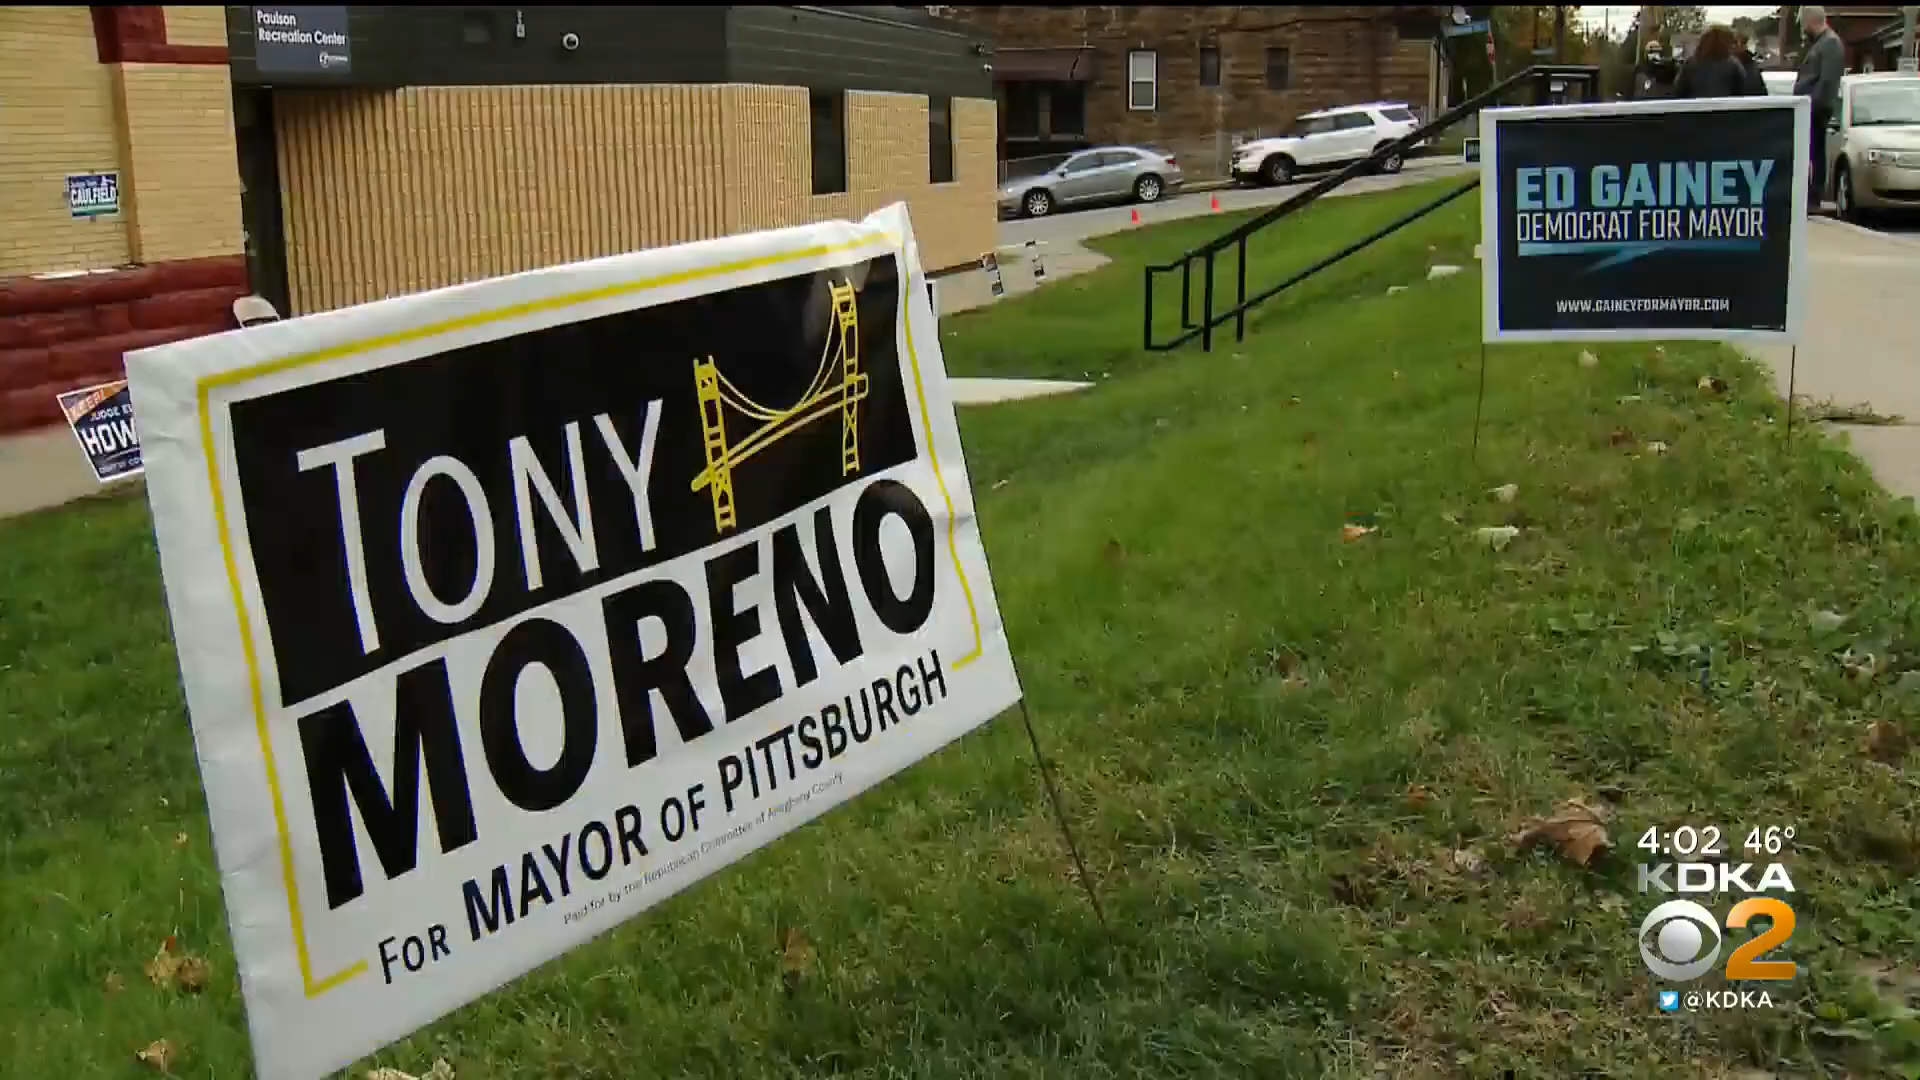 Paulson
Recreation Center
CAULFIELD
KEEP
JUDGE
HOW
TONY
MORENO
FOR MAYOR OF PITTSBURGH
Paid for by the Republican Committee of Allegheny County
ED GAINEY
DEMOCRAT FOR MAYOR
WWW.GAINEYFORMAYOR.COM
4:02 46°
KDKA
2
@KDKA